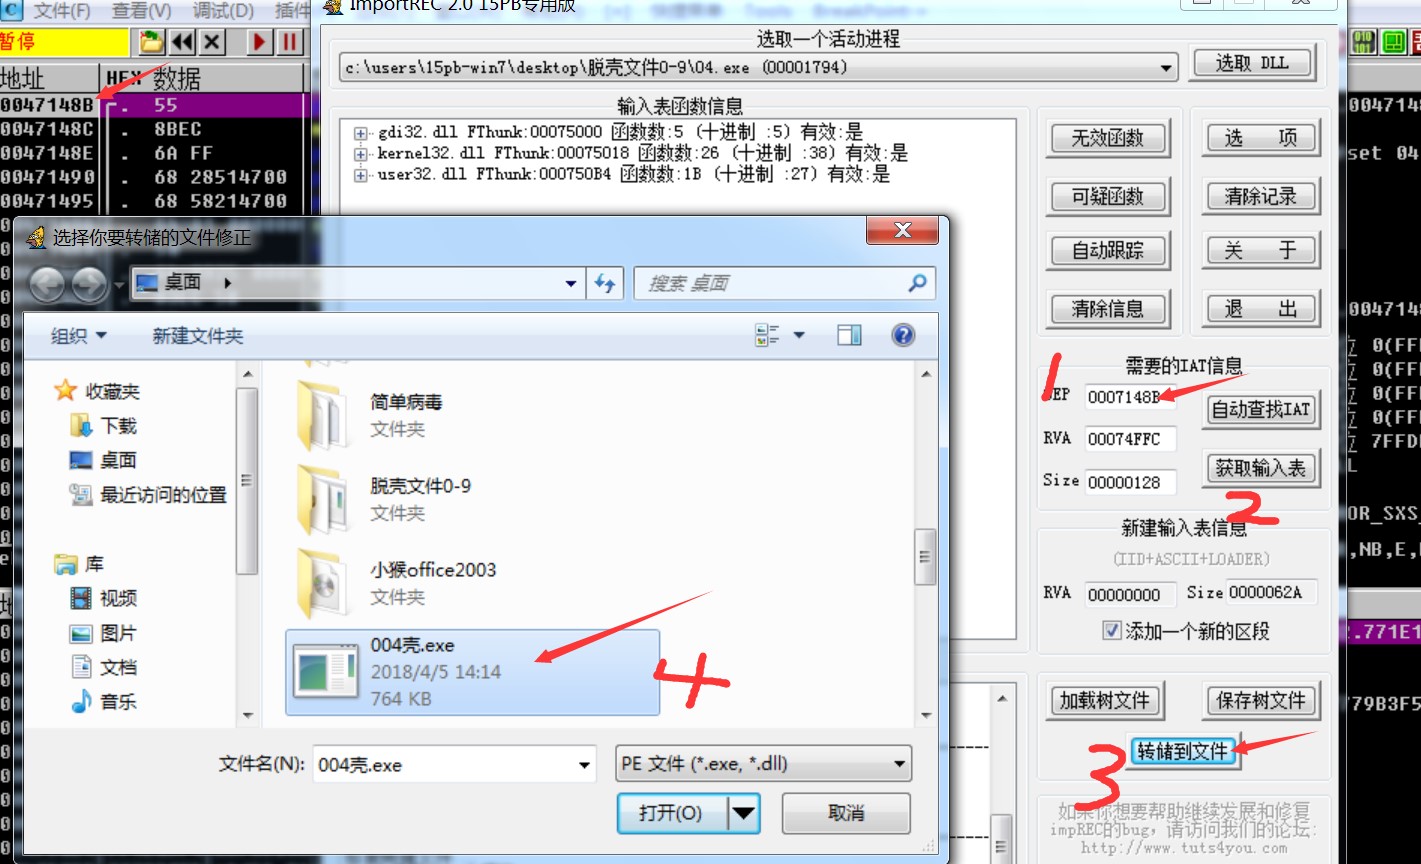 文件(F) 查看(V) 调试(D) 插件
ImportREC 2.0 15PB专用版
暂停
选取一个活动进程
c:\users\15pb-win7\desktop\脱壳文件0-9\04.exe (00001794)
选取 DLL
地址 HEX 数据
0047148B . 55
0047148C . 8BEC
0047148E . 6A FF
00471490 . 68 28514700
00471495 . 68 58214700
输入表函数信息
gdi32.dll FThunk:00075000 函数数:5 (十进制 :5) 有效:是
kernel32.dll FThunk:00075018 函数数:26 (十进制 :38) 有效:是
user32.dll FThunk:000750B4 函数数:1B (十进制 :27) 有效:是
无效函数
选 项
可疑函数
清除记录
自动跟踪
关 于
清除信息
退 出
set 04
选择你要转储的文件修正
桌面
搜索 桌面
组织
新建文件夹
收藏夹
下载
桌面
最近访问的位置
库
视频
图片
文档
音乐
简单病毒
文件夹
脱壳文件0-9
文件夹
小猴office2003
文件夹
004壳.exe
2018/4/5 14:14
764 KB
文件名(N):
004壳.exe
PE 文件 (*.exe, *.dll)
打开(O)
取消
1
需要的IAT信息
0007148B
自动查找IAT
RVA 00074FFC
获取输入表
Size 00000128
2
新建输入表信息
(IID+ASCII+LOADER)
RVA 00000000 Size 0000062A
添加一个新的区段
加载树文件
保存树文件
转储到文件
3
4
如果你想要帮助继续发展和修复
impREC的bug，请访问我们的论坛:
http://www.tuts4you.com
0(FFF
0(FFF
0(FFF
0(FFF
7FFD
OR_SXS_
,NB,E,
.771E1
79B3F5